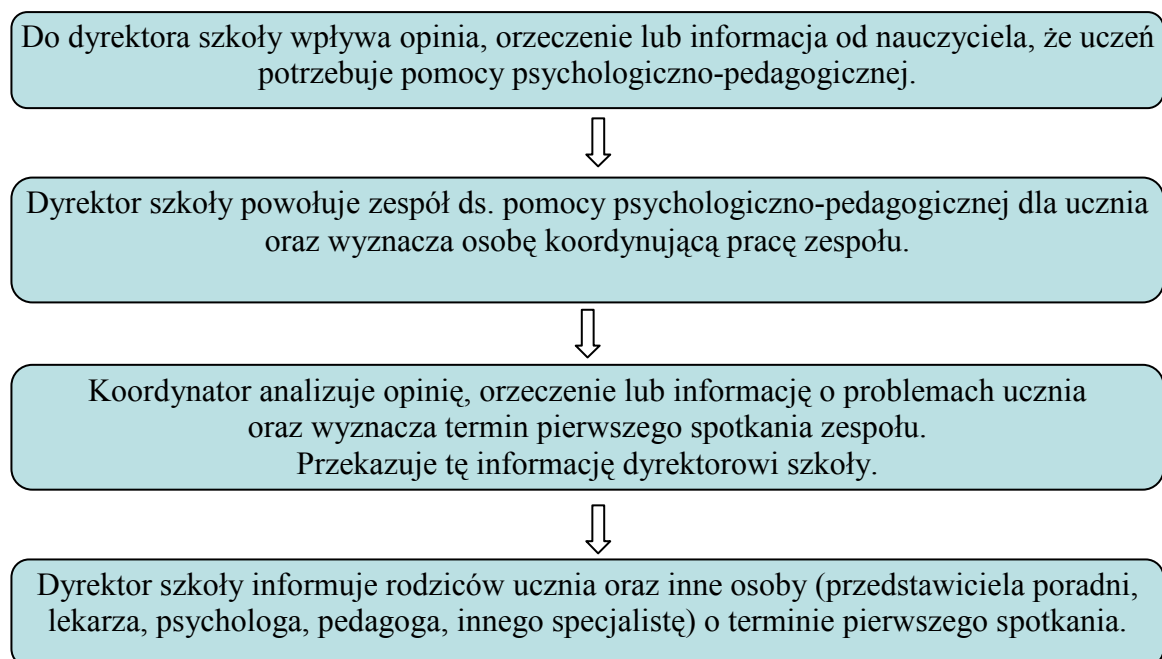 Do dyrektora szkoły wpływa opinia, orzeczenie lub informacja od nauczyciela, że uczeń
potrzebuje pomocy psychologiczno-pedagogicznej.
Dyrektor szkoły powołuje zespół ds. pomocy psychologiczno-pedagogicznej dla ucznia
oraz wyznacza osobę koordynującą pracę zespołu.
Koordynator analizuje opinię, orzeczenie lub informację o problemach ucznia
oraz wyznacza termin pierwszego spotkania zespołu.
Przekazuje tę informację dyrektorowi szkoły.
Dyrektor szkoły informuje rodziców ucznia oraz inne osoby (przedstawiciela poradni,
lekarza, psychologa, pedagoga, innego specjalistę) o terminie pierwszego spotkania.